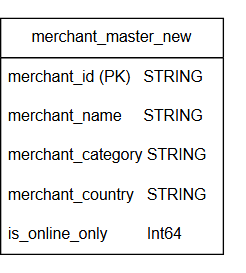 merchant_master_new
merchant_id (PK) STRING
merchant_name STRING
merchant_category STRING
merchant_country STRING
is_online_only Int64